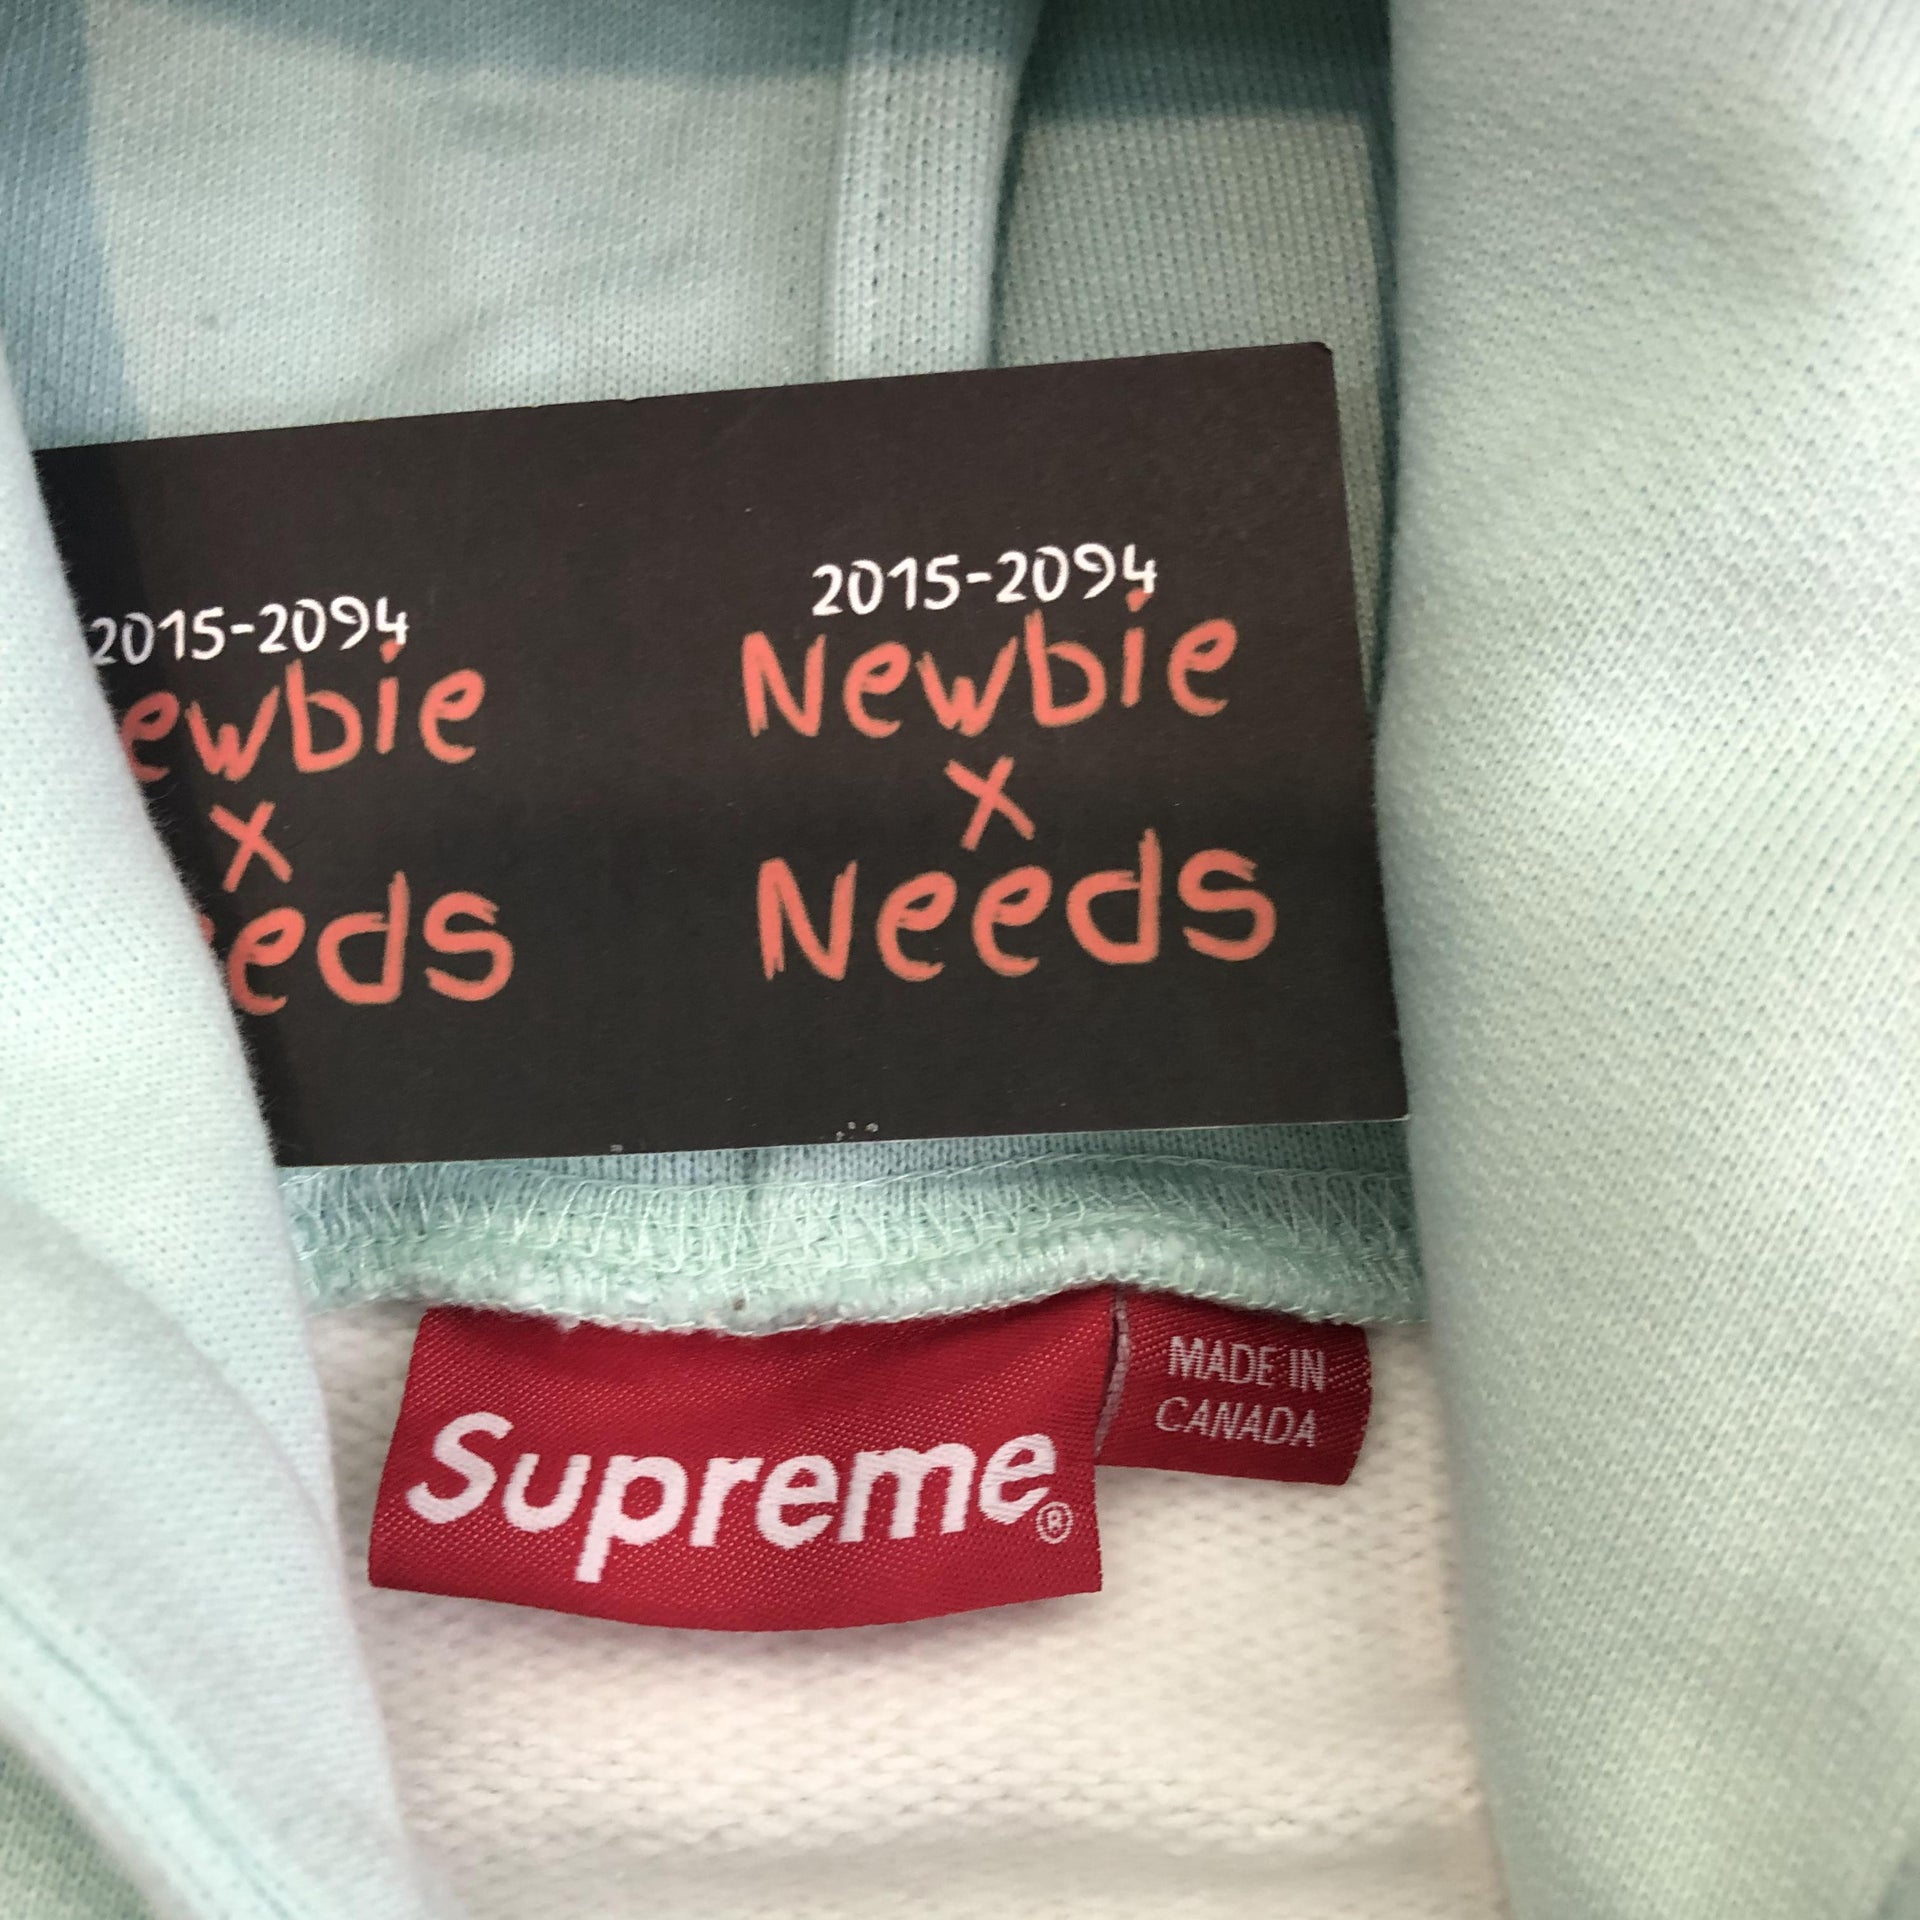 2015-2094
ewbie
x
eeds
2015-2094
Newbie
x
Needs
Supreme®
MADE IN
CANADA